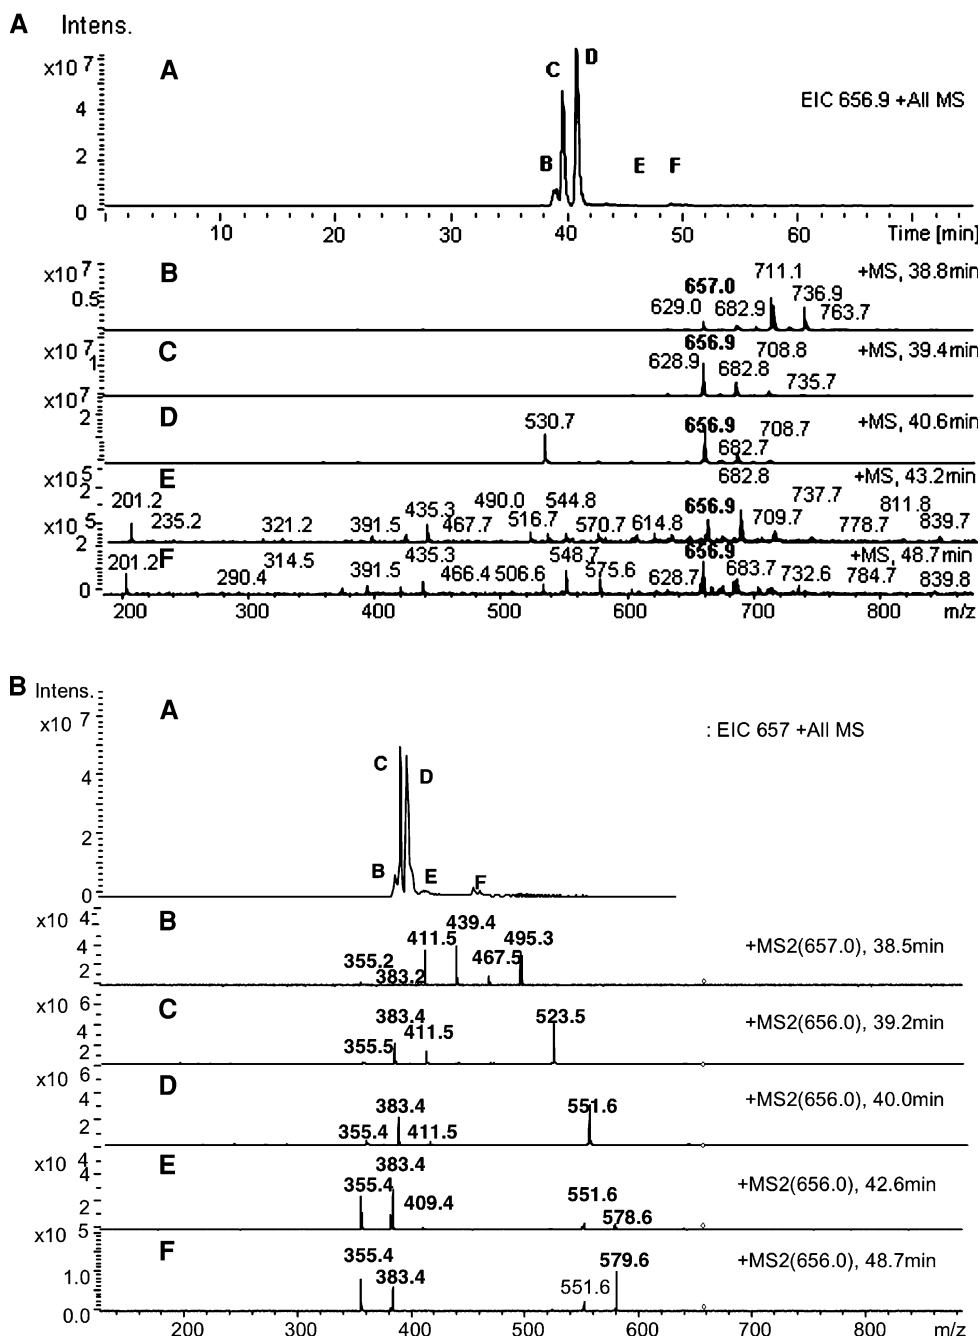 A Intens.
x10 7
A
C
D
EIC 656.9 +All MS
4
2
B
E
F
0
10 20 30 40 50 60 Time [min]
x10 7
B
711.1
+MS, 38.8min
657.0
0.5
629.0 682.9
736.9
763.7
x10 7
C
656.9
708.8
+MS, 39.4min
1
628.9
682.8
735.7
x10 7
2
D
530.7
656.9
708.7
+MS, 40.6min
682.7
x10 5
E
682.8
+MS, 43.2min
2
201.2
490.0
544.8
737.7
811.8
435.3
656.9
x10 5
235.2
321.2
391.5
467.7
516.7
570.7
614.8
709.7
778.7
839.7
2
F
548.7
656.9
+MS, 48.7min
201.2
314.5
435.3
290.4
391.5
466.4
506.6
575.6
628.7
683.7
732.6
784.7
839.8
0
200 300 400 500 600 700 800 m/z
B Intens.
x10 7
A
: EIC 657 +All MS
C
D
4
2
B
E
F
0
x10 4
B
439.4
411.5
495.3
+MS2(657.0), 38.5min
4
355.2
467.5
2
383.2
x10 6
C
383.4
523.5
+MS2(656.0), 39.2min
4
411.5
2
355.5
x10 6
D
4
383.4
551.6
+MS2(656.0), 40.0min
2
355.4
411.5
x10 4
E
383.4
4
355.4
+MS2(656.0), 42.6min
2
409.4
551.6
578.6
x10 5
F
355.4
579.6
+MS2(656.0), 48.7min
1.0
383.4
551.6
0.0
200 300 400 500 600 800 m/z